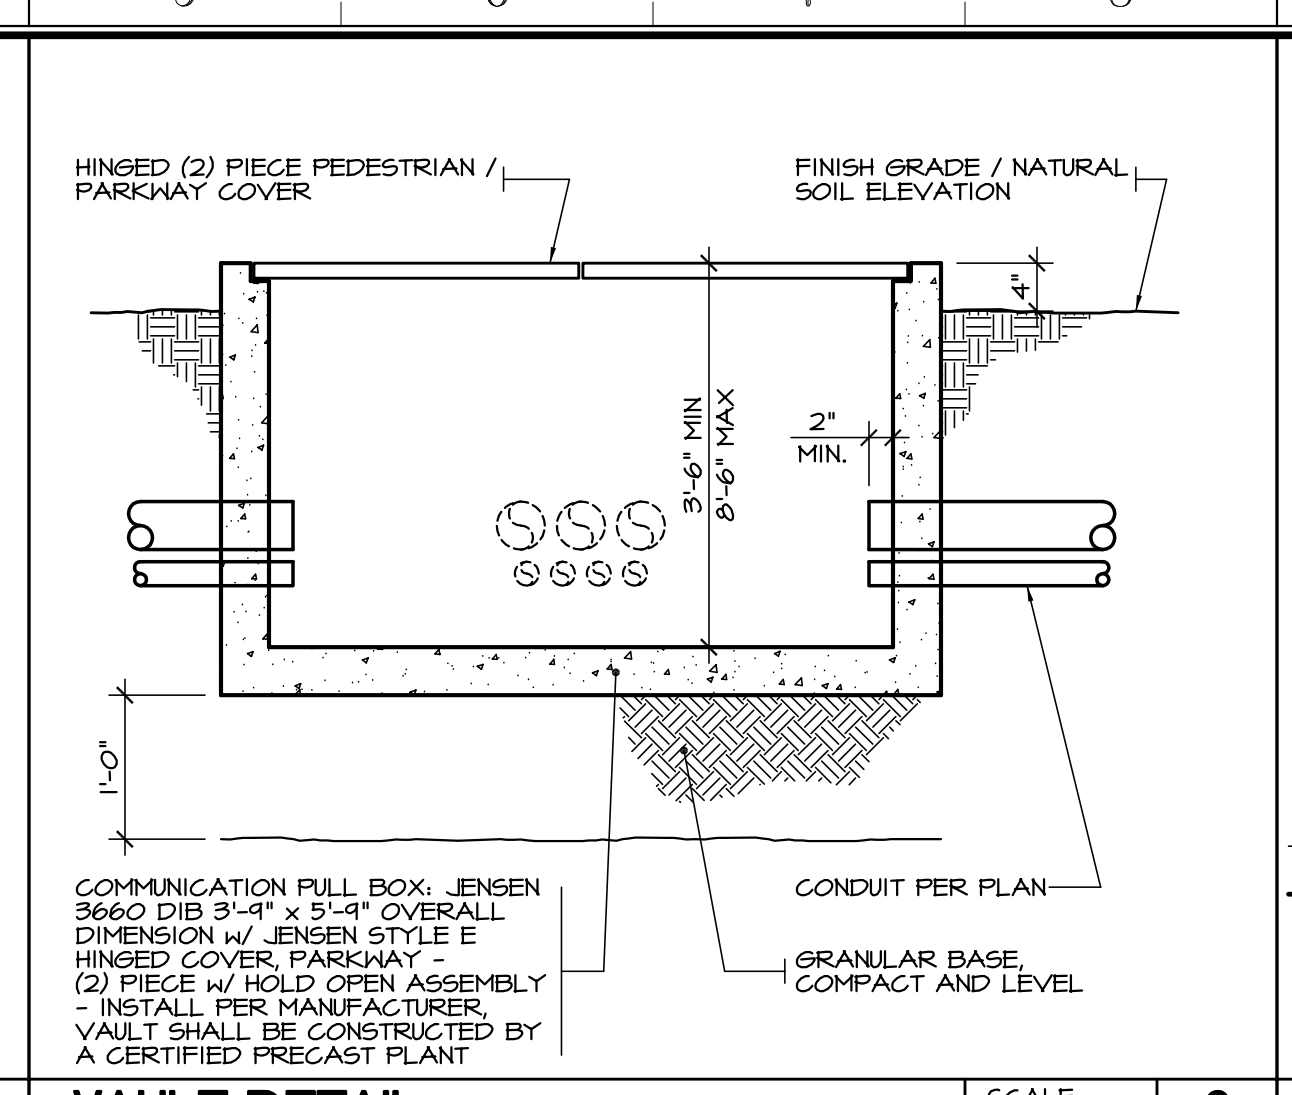 HINGED (2) PIECE PEDESTRIAN /
PARKWAY COVER
FINISH GRADE / NATURAL
SOIL ELEVATION
4"
3'-6" MIN
8'-6" MAX
2"
MIN.
1'-0"
COMMUNICATION PULL BOX: JENSEN
3660 DIB 3'-9" x 5'-9" OVERALL
DIMENSION w/ JENSEN STYLE E
HINGED COVER, PARKWAY -
(2) PIECE w/ HOLD OPEN ASSEMBLY
- INSTALL PER MANUFACTURER,
VAULT SHALL BE CONSTRUCTED BY
A CERTIFIED PRECAST PLANT
CONDUIT PER PLAN
GRANULAR BASE,
COMPACT AND LEVEL
VAULT DETAIL
SCALE